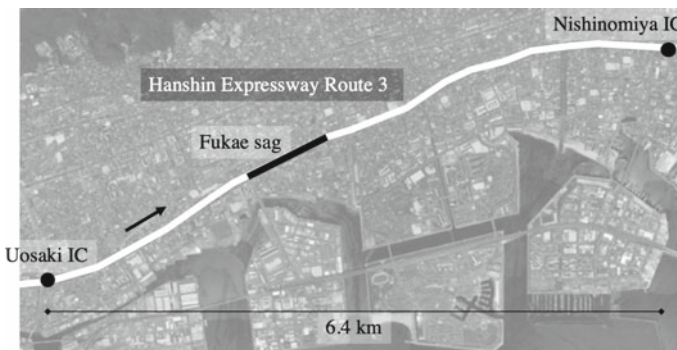 Nishinomiya IC
Hanshin Expressway Route 3
Fukae sag
Uosaki IC
6.4 km